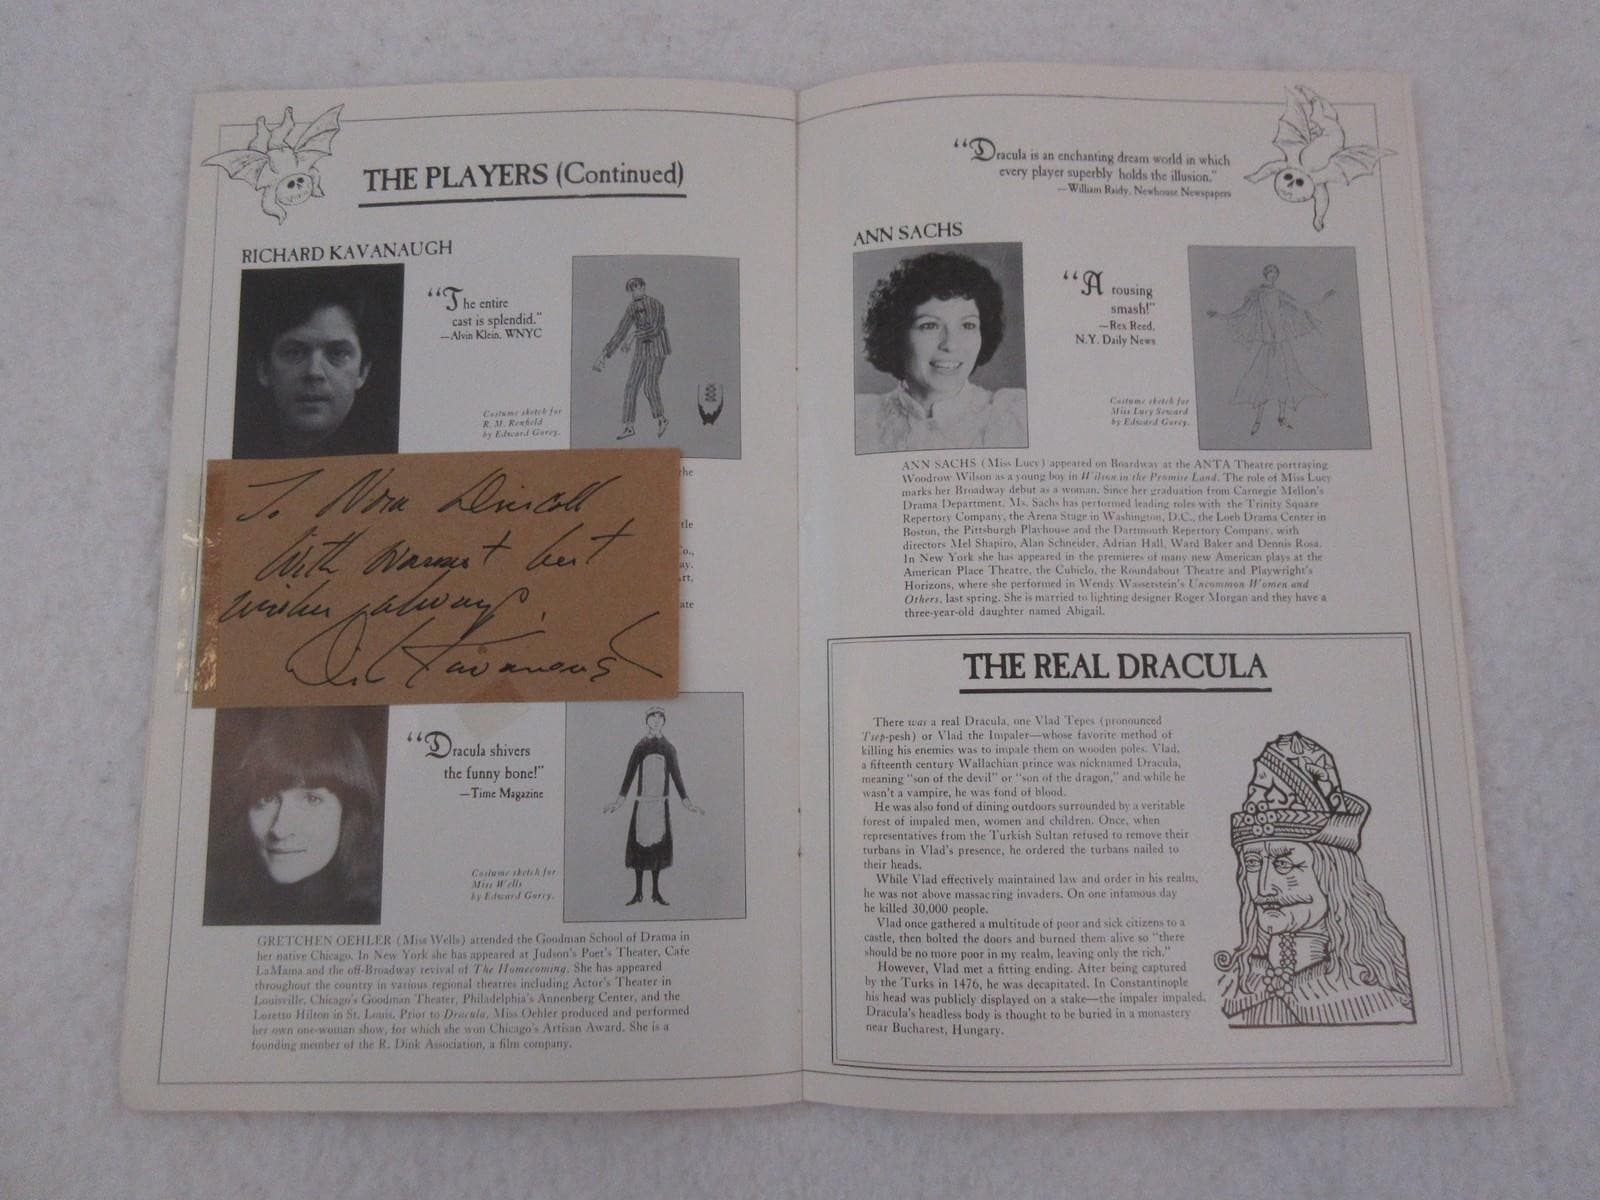 THE PLAYERS (Continued)
RICHARD KAVANAUGH
“The entire
cast is splendid.”
—Alvin Klein, WNYC
Costume sketch for
R. M. Renfield
by Edward Gorey.
the
tle
Co.,
ay.
Art,
ate
To Nora Driscoll
With warmest best
wishes always,
Dick Kavanaugh
“Dracula shivers
the funny bone!”
—Time Magazine
Costume sketch for
Miss Wells
by Edward Gorey.
GRETCHEN OEHLER (Miss Wells) attended the Goodman School of Drama in
her native Chicago. In New York she has appeared at Judson's Poet's Theater, Cafe
LaMama and the off-Broadway revival of The Homecoming. She has appeared
throughout the country in various regional theatres including Actor's Theater in
Louisville, Chicago's Goodman Theater, Philadelphia's Annenberg Center, and the
Loretto Hilton in St. Louis. Prior to Dracula, Miss Oehler produced and performed
her own one-woman show, for which she won Chicago's Artisan Award. She is a
founding member of the R. Dink Association, a film company.
“Dracula is an enchanting dream world in which
every player superbly holds the illusion.”
—William Raidy, Newhouse Newspapers
ANN SACHS
“A rousing
smash!”
—Rex Reed,
N.Y. Daily News
Costume sketch for
Miss Lucy Seward
by Edward Gorey.
ANN SACHS (Miss Lucy) appeared on Boardway at the ANTA Theatre portraying
Woodrow Wilson as a young boy in Wilson in the Promise Land. The role of Miss Lucy
marks her Broadway debut as a woman. Since her graduation from Carnegie Mellon's
Drama Department, Ms. Sachs has performed leading roles with the Trinity Square
Repertory Company, the Arena Stage in Washington, D.C., the Loeb Drama Center in
Boston, the Pittsburgh Playhouse and the Dartmouth Repertory Company, with
directors Mel Shapiro, Alan Schneider, Adrian Hall, Ward Baker and Dennis Rosa.
In New York she has appeared in the premieres of many new American plays at the
American Place Theatre, the Cubiclo, the Roundabout Theatre and Playwright's
Horizons, where she performed in Wendy Wasserstein's Uncommon Women and
Others, last spring. She is married to lighting designer Roger Morgan and they have a
three-year-old daughter named Abigail.
THE REAL DRACULA
There was a real Dracula, one Vlad Tepes (pronounced
Tsep-pesh) or Vlad the Impaler—whose favorite method of
killing his enemies was to impale them on wooden poles. Vlad,
a fifteenth century Wallachian prince was nicknamed Dracula,
meaning “son of the devil” or “son of the dragon,” and while he
wasn't a vampire, he was fond of blood.
He was also fond of dining outdoors surrounded by a veritable
forest of impaled men, women and children. Once, when
representatives from the Turkish Sultan refused to remove their
turbans in Vlad's presence, he ordered the turbans nailed to
their heads.
While Vlad effectively maintained law and order in his realm,
he was not above massacring invaders. On one infamous day
he killed 30,000 people.
Vlad once gathered a multitude of poor and sick citizens to a
castle, then bolted the doors and burned them alive so “there
should be no more poor in my realm, leaving only the rich.”
However, Vlad met a fitting ending. After being captured
by the Turks in 1476, he was decapitated. In Constantinople
his head was publicly displayed on a stake—the impaler impaled.
Dracula's headless body is thought to be buried in a monastery
near Bucharest, Hungary.